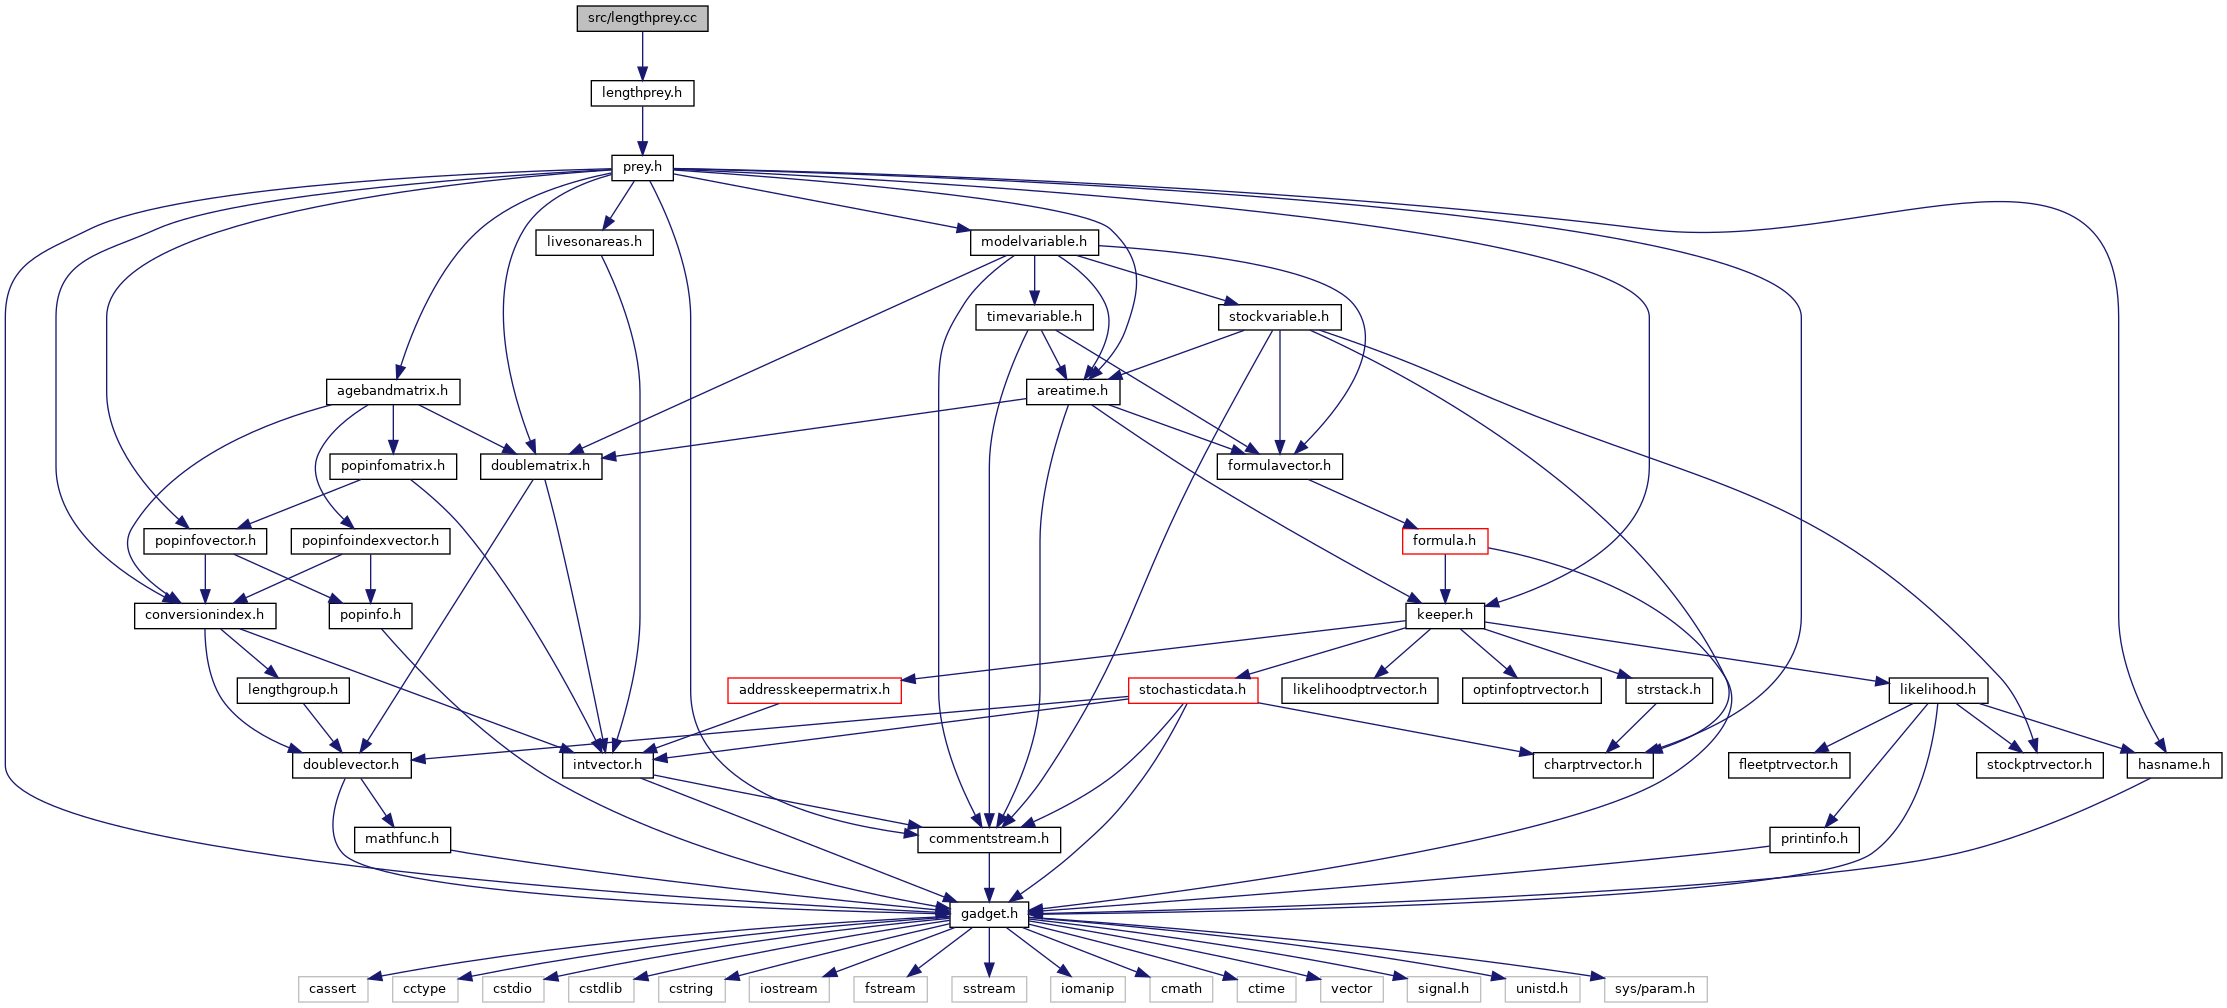 src/lengthprey.cc
lengthprey.h
prey.h
livesonareas.h
modelvariable.h
timevariable.h
stockvariable.h
agebandmatrix.h
areatime.h
popinfomatrix.h
doublematrix.h
formulavector.h
popinfovector.h
popinfoindexvector.h
formula.h
conversionindex.h
popinfo.h
keeper.h
lengthgroup.h
addresskeepermatrix.h
stochasticdata.h
likelihoodptrvector.h
optinfoptrvector.h
strstack.h
likelihood.h
doublevector.h
intvector.h
charptrvector.h
fleetptrvector.h
stockptrvector.h
hasname.h
mathfunc.h
commentstream.h
printinfo.h
gadget.h
cassert
cctype
cstdio
cstdlib
cstring
iostream
fstream
sstream
iomanip
cmath
ctime
vector
signal.h
unistd.h
sys/param.h